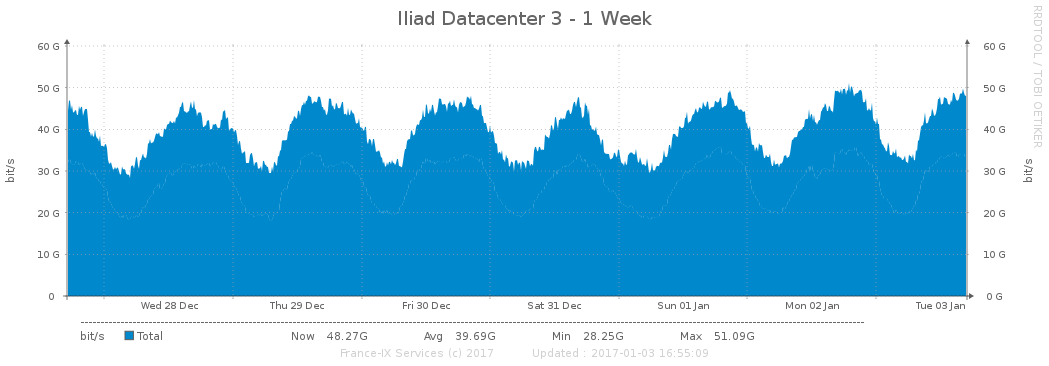 Iliad Datacenter 3 - 1 Week
RRDTOOL / TOBI OETIKER
60 G 60 G
50 G 50 G
40 G 40 G
30 G 30 G
20 G 20 G
10 G 10 G
0 0 G
bit/s bit/s
Wed 28 Dec Thu 29 Dec Fri 30 Dec Sat 31 Dec Sun 01 Jan Mon 02 Jan Tue 03 Jan
bit/s Total Now 48.27G Avg 39.69G Min 28.25G Max 51.09G
France-IX Services (c) 2017 Updated : 2017-01-03 16:55:09